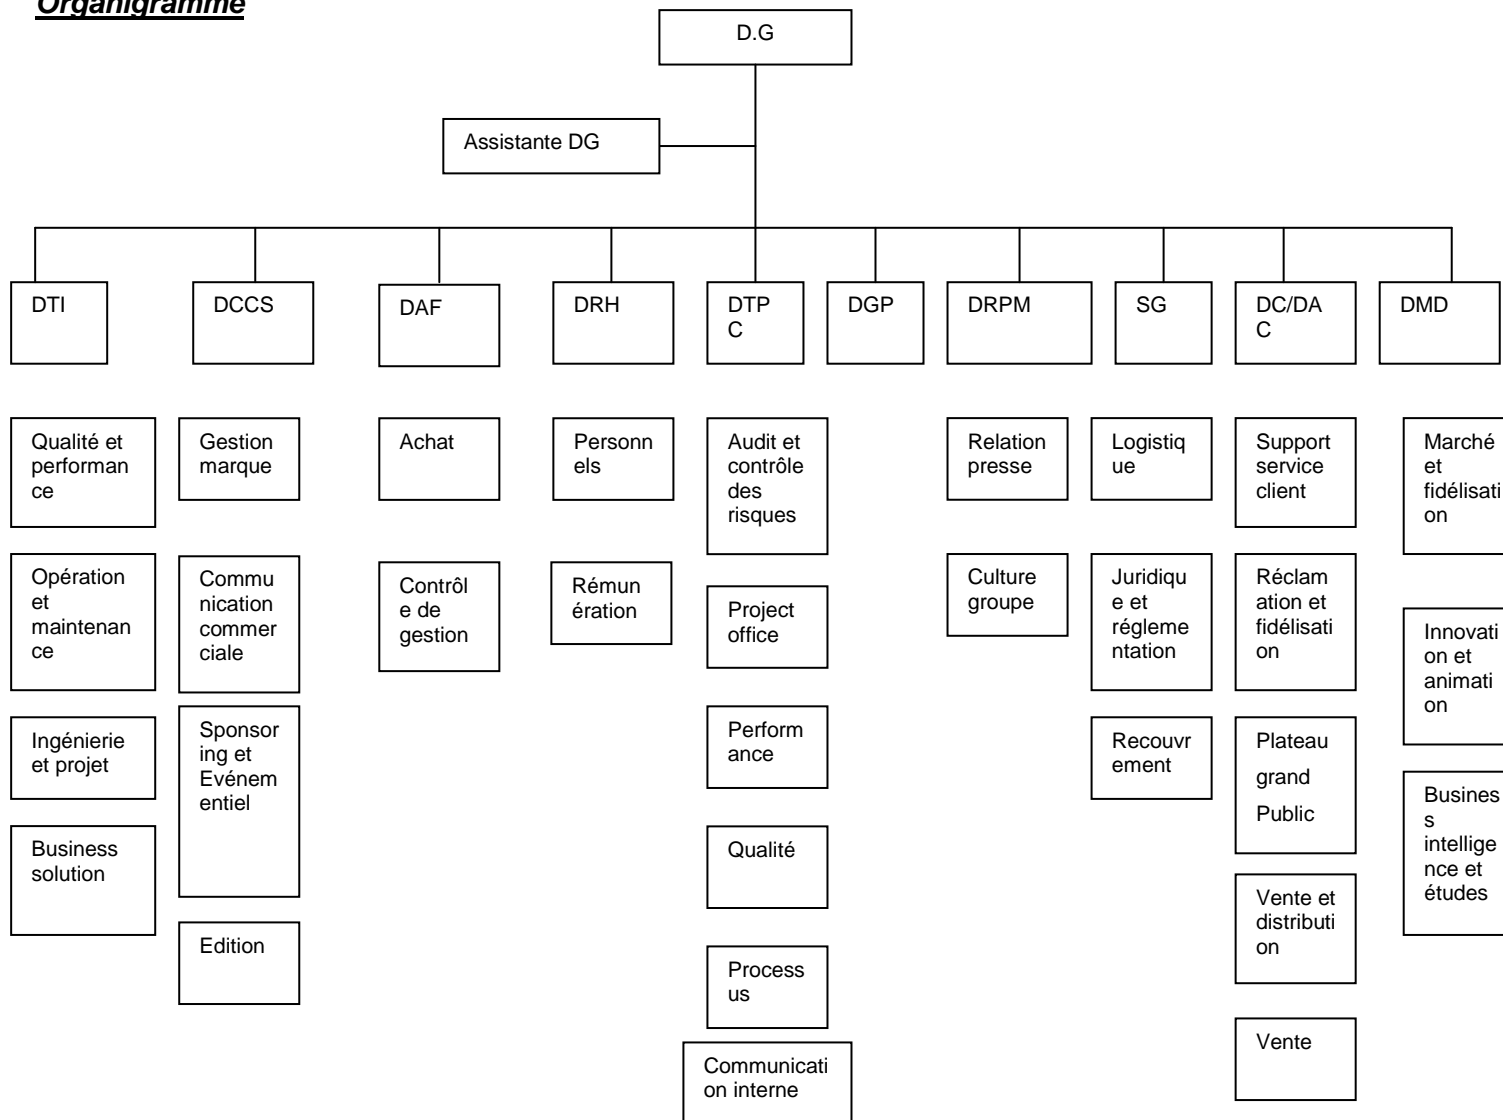 Organigramme
D.G
Assistante DG
DTI
DCCS
DAF
DRH
DTP
C
DGP
DRPM
SG
DC/DA
C
DMD
Qualité et
performan
ce
Opération
et
maintenan
ce
Ingénierie
et projet
Business
solution
Gestion
marque
Commu
nication
commer
ciale
Sponsor
ing et
Evénem
entiel
Edition
Achat
Contrôl
e de
gestion
Personn
els
Rémun
ération
Audit et
contrôle
des
risques
Project
office
Perform
ance
Qualité
Process
us
Communicati
on interne
Relation
presse
Culture
groupe
Logistiq
ue
Juridiqu
e et
régleme
ntation
Recouvr
ement
Support
service
client
Réclam
ation et
fidélisati
on
Plateau
grand
Public
Vente et
distributi
on
Vente
Marché
et
fidélisati
on
Innovati
on et
animati
on
Busines
s
intellige
nce et
études